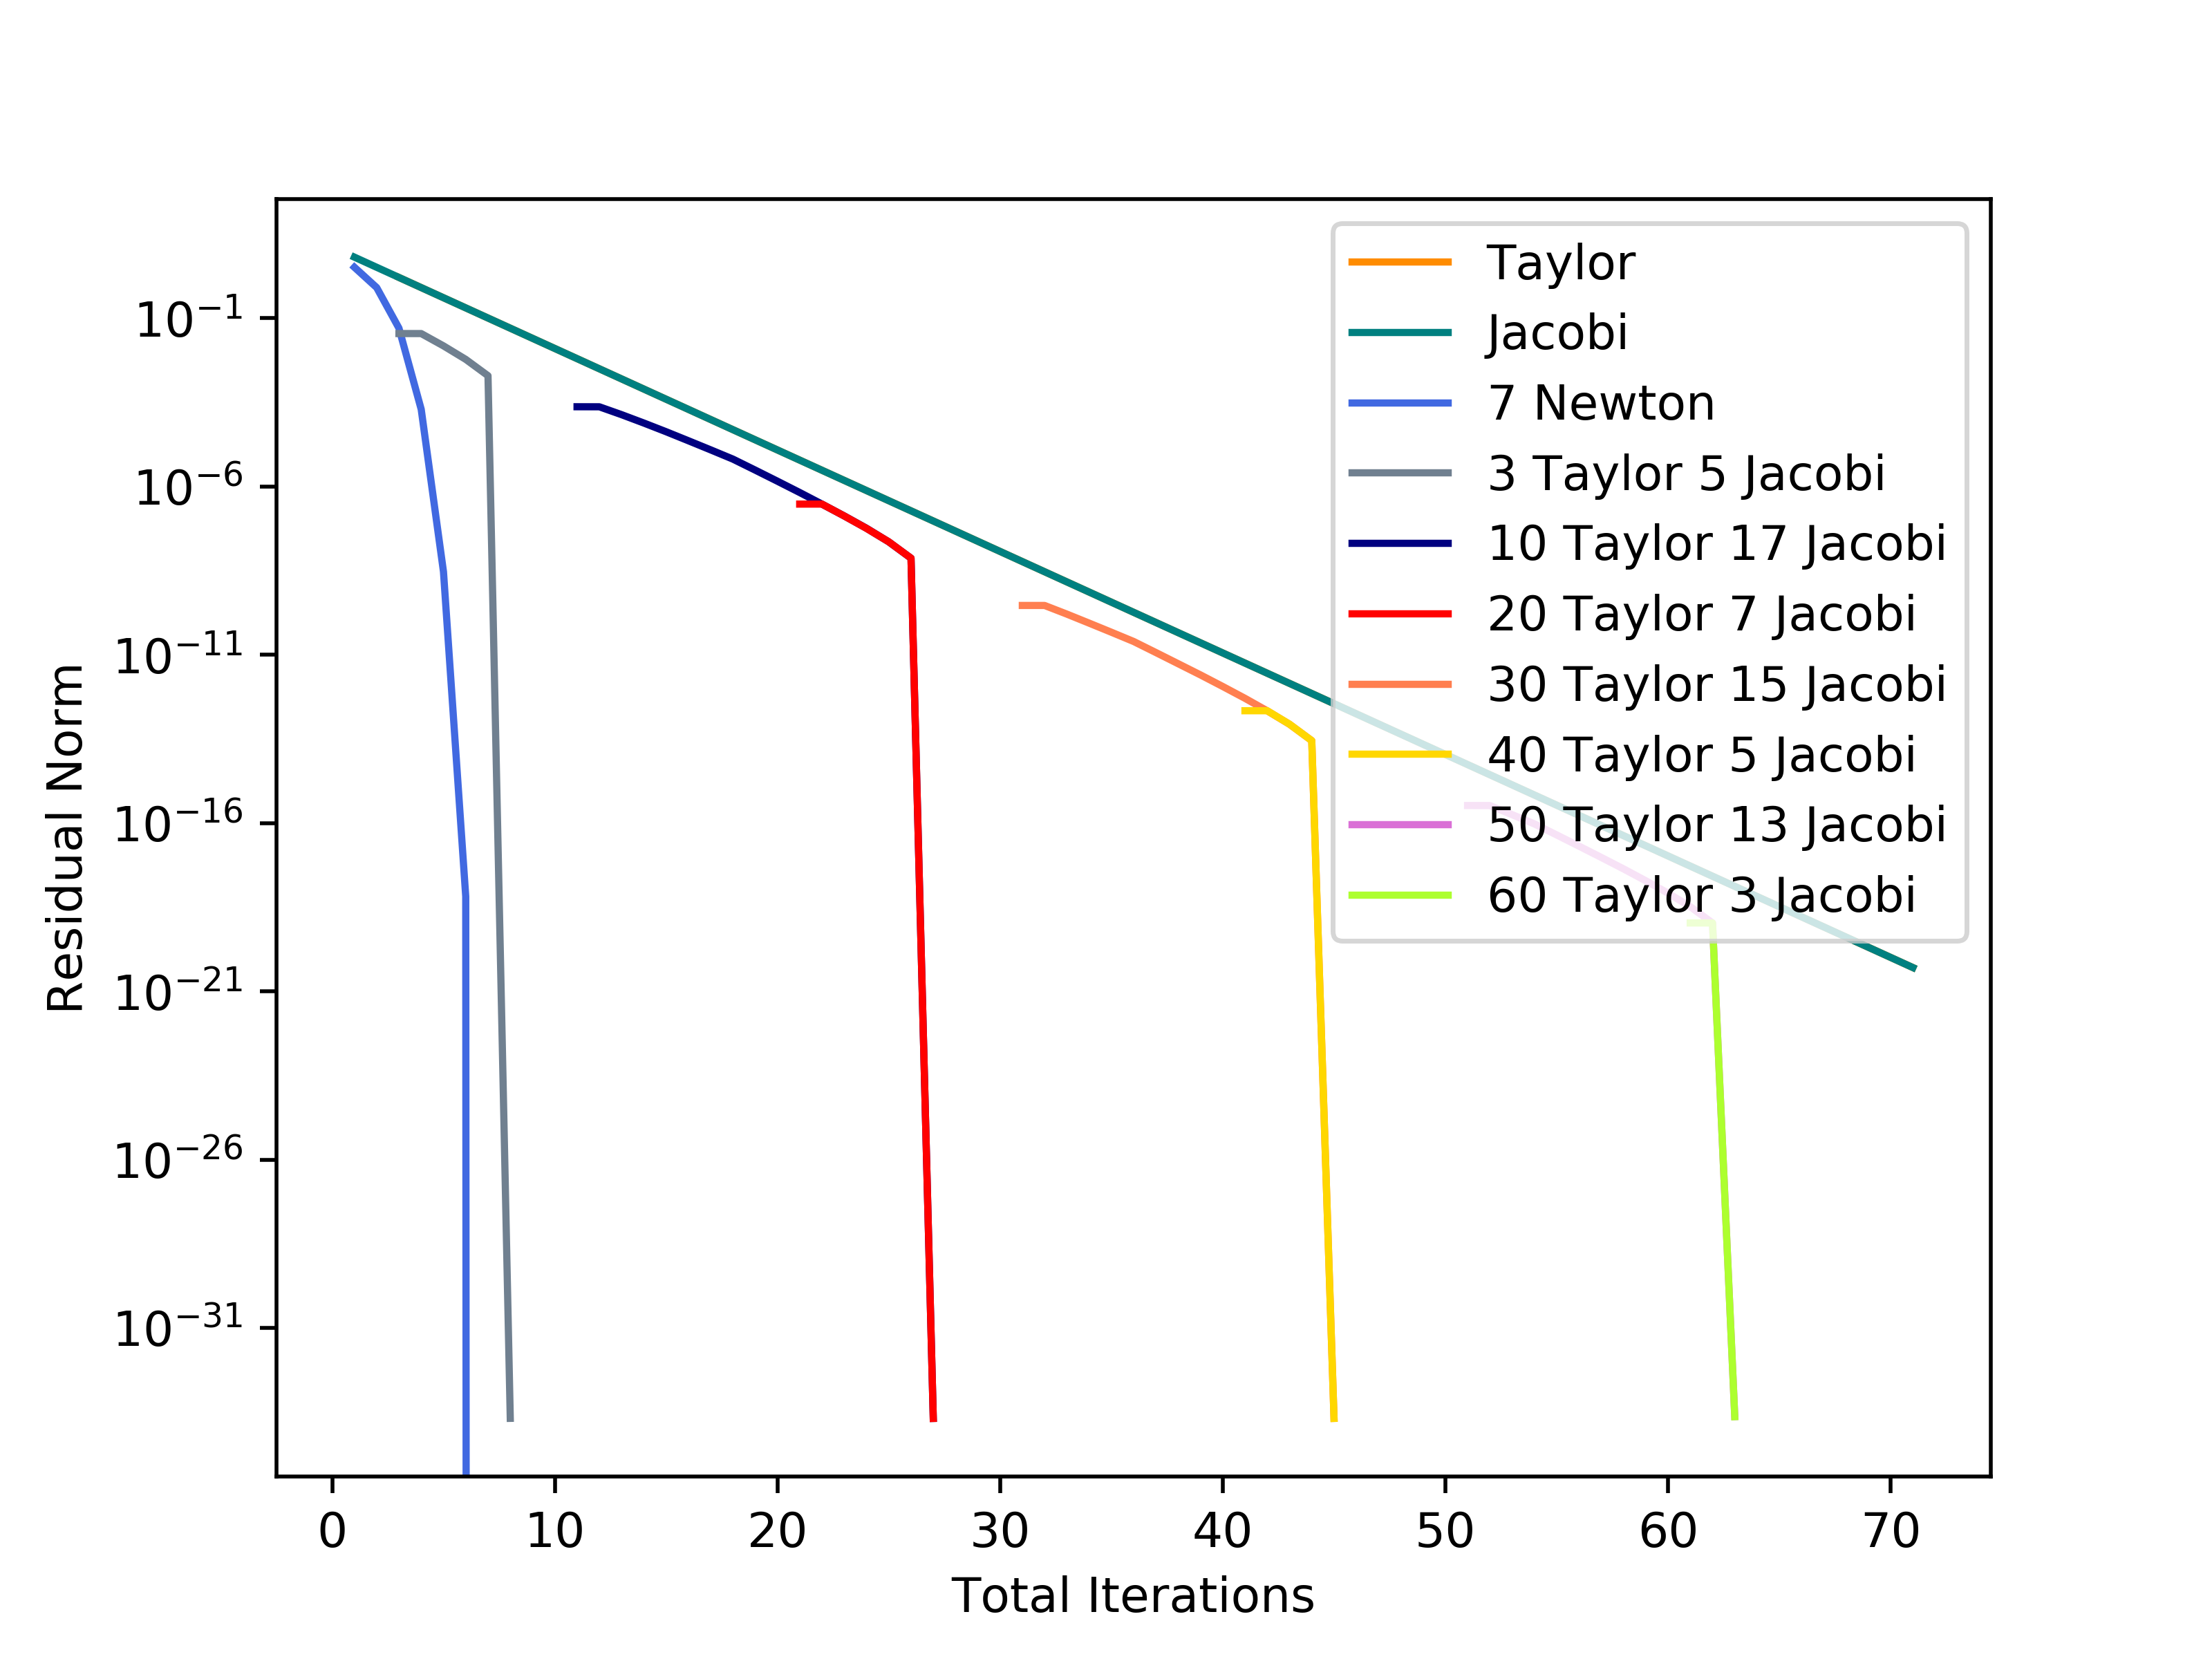 Taylor
Jacobi
7 Newton
3 Taylor 5 Jacobi
10 Taylor 17 Jacobi
20 Taylor 7 Jacobi
30 Taylor 15 Jacobi
40 Taylor 5 Jacobi
50 Taylor 13 Jacobi
60 Taylor 3 Jacobi
10⁻¹
10⁻⁶
10⁻¹¹
10⁻¹⁶
10⁻²¹
10⁻²⁶
10⁻³¹
Residual Norm
0 10 20 30 40 50 60 70
Total Iterations